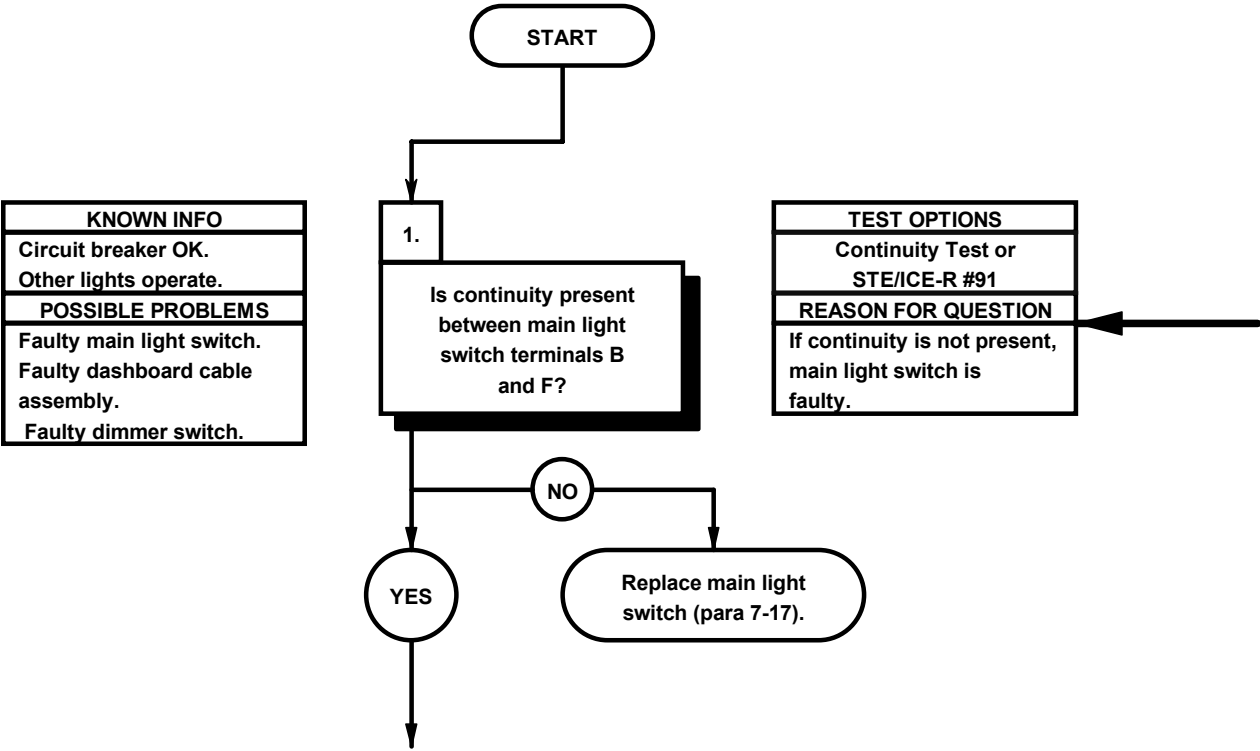 START
KNOWN INFO
Circuit breaker OK.
Other lights operate.
POSSIBLE PROBLEMS
Faulty main light switch.
Faulty dashboard cable
assembly.
Faulty dimmer switch.
1.
Is continuity present
between main light
switch terminals B
and F?
TEST OPTIONS
Continuity Test or
STE/ICE-R #91
REASON FOR QUESTION
If continuity is not present,
main light switch is
faulty.
NO
YES
Replace main light
switch (para 7-17).